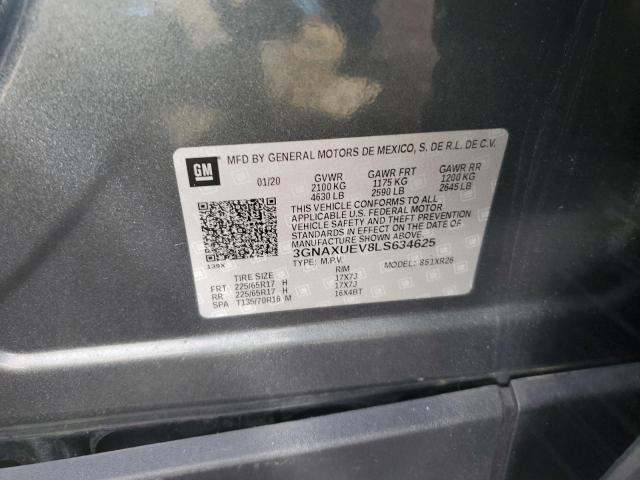 GM
MFD BY GENERAL MOTORS DE MEXICO, S. DE R.L. DE C.V.
01/20 GVWR GAWR FRT GAWR RR
2100 KG 1175 KG 1200 KG
4630 LB 2590 LB 2645 LB
THIS VEHICLE CONFORMS TO ALL
APPLICABLE U.S. FEDERAL MOTOR
VEHICLE SAFETY AND THEFT PREVENTION
STANDARDS IN EFFECT ON THE DATE OF
MANUFACTURE SHOWN ABOVE.
3GNAXUEV8LS634625
139X TYPE: M.P.V. MODEL: 851XR26
TIRE SIZE RIM
FRT 225/65R17 H 17X7J
RR 225/65R17 H 17X7J
SPA T135/70R16 M 16X4BT